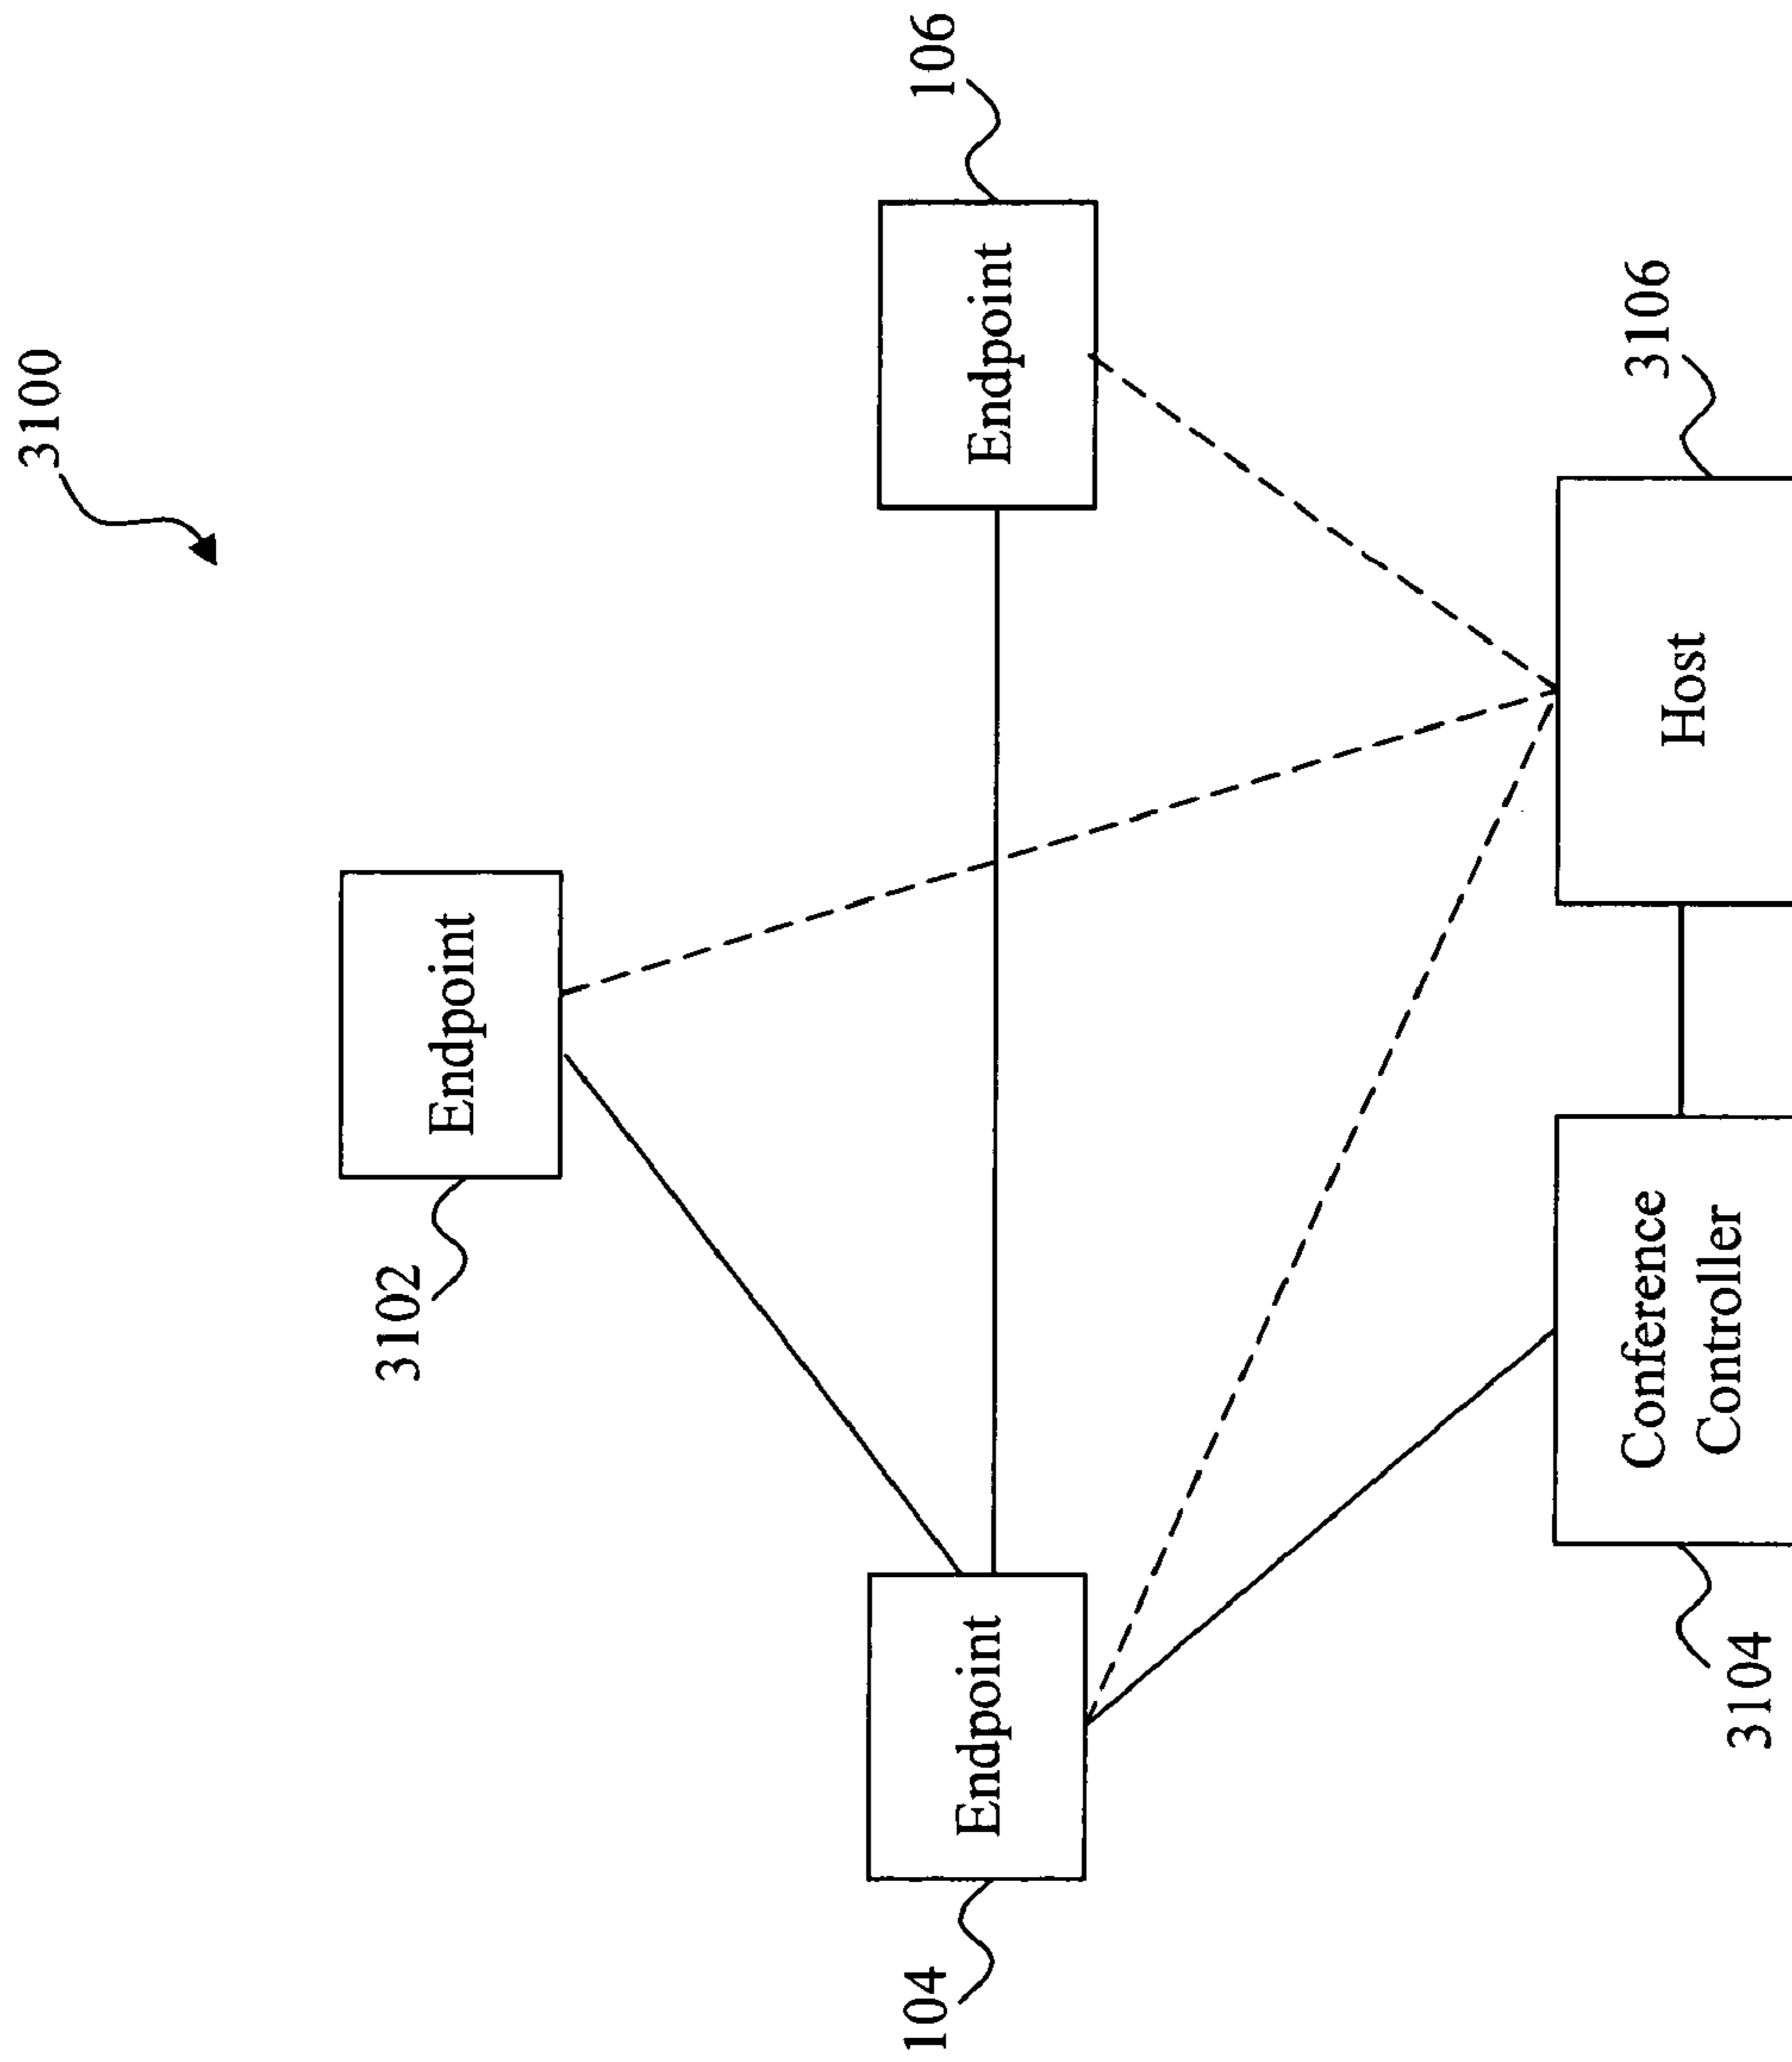 3100
3102
Endpoint
104
Endpoint
Endpoint
106
3104
Conference
Controller
Host
3106